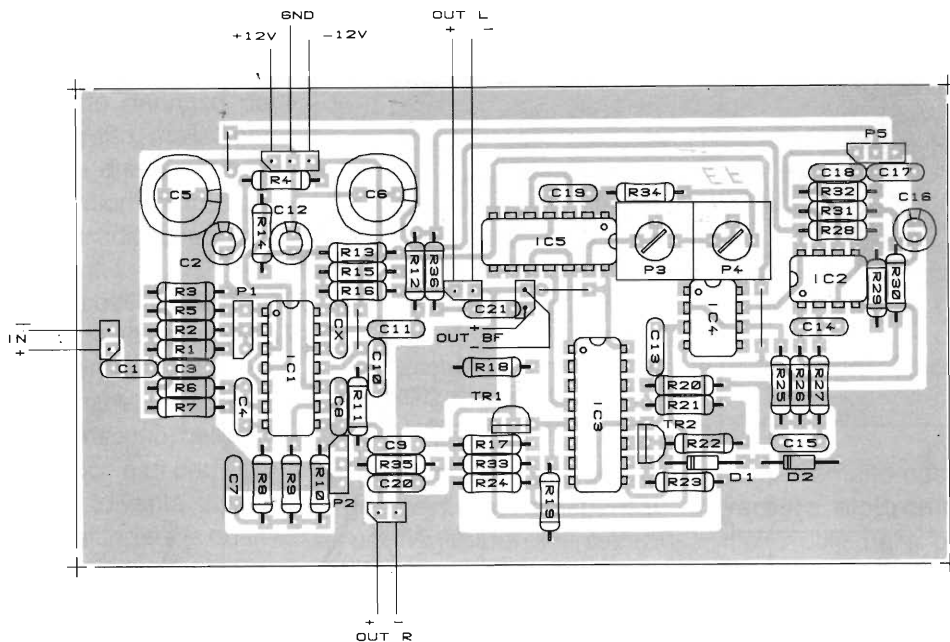 GND
OUT L
+12V
-12V
+ -
P5
R4
C5
C6
C12
R14
C2
C19
R34
C18
C17
R32
R31
R28
C16
IC5
P3
P4
R13
R15
R16
R12
R36
IC2
R29
R30
R3
R5
R2
R1
P1
IC1
CX
C11
C21
+
OUT BF
-
IC4
C14
IN
-
+
C1
C3
R6
R7
C4
C8
R11
C10
R18
TR1
IC3
C13
R20
R21
R25
R26
R27
C9
R35
C20
R17
R33
R24
TR2
R22
C15
C7
R8
R9
R10
P2
R19
R23
D1
D2
+ -
OUT R